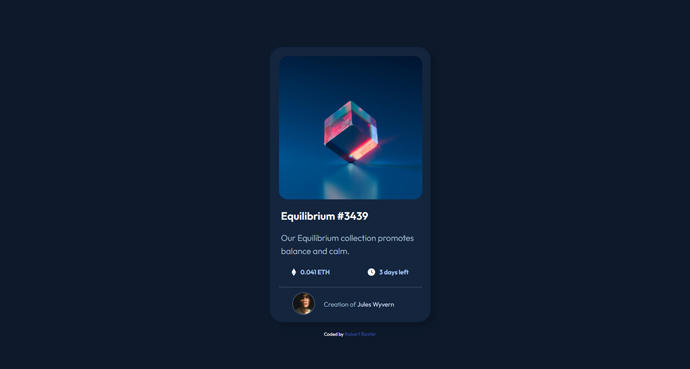 Equilibrium #3439
Our Equilibrium collection promotes
balance and calm.
0.041 ETH
3 days left
Creation of Jules Wyvern
Coded by Robert